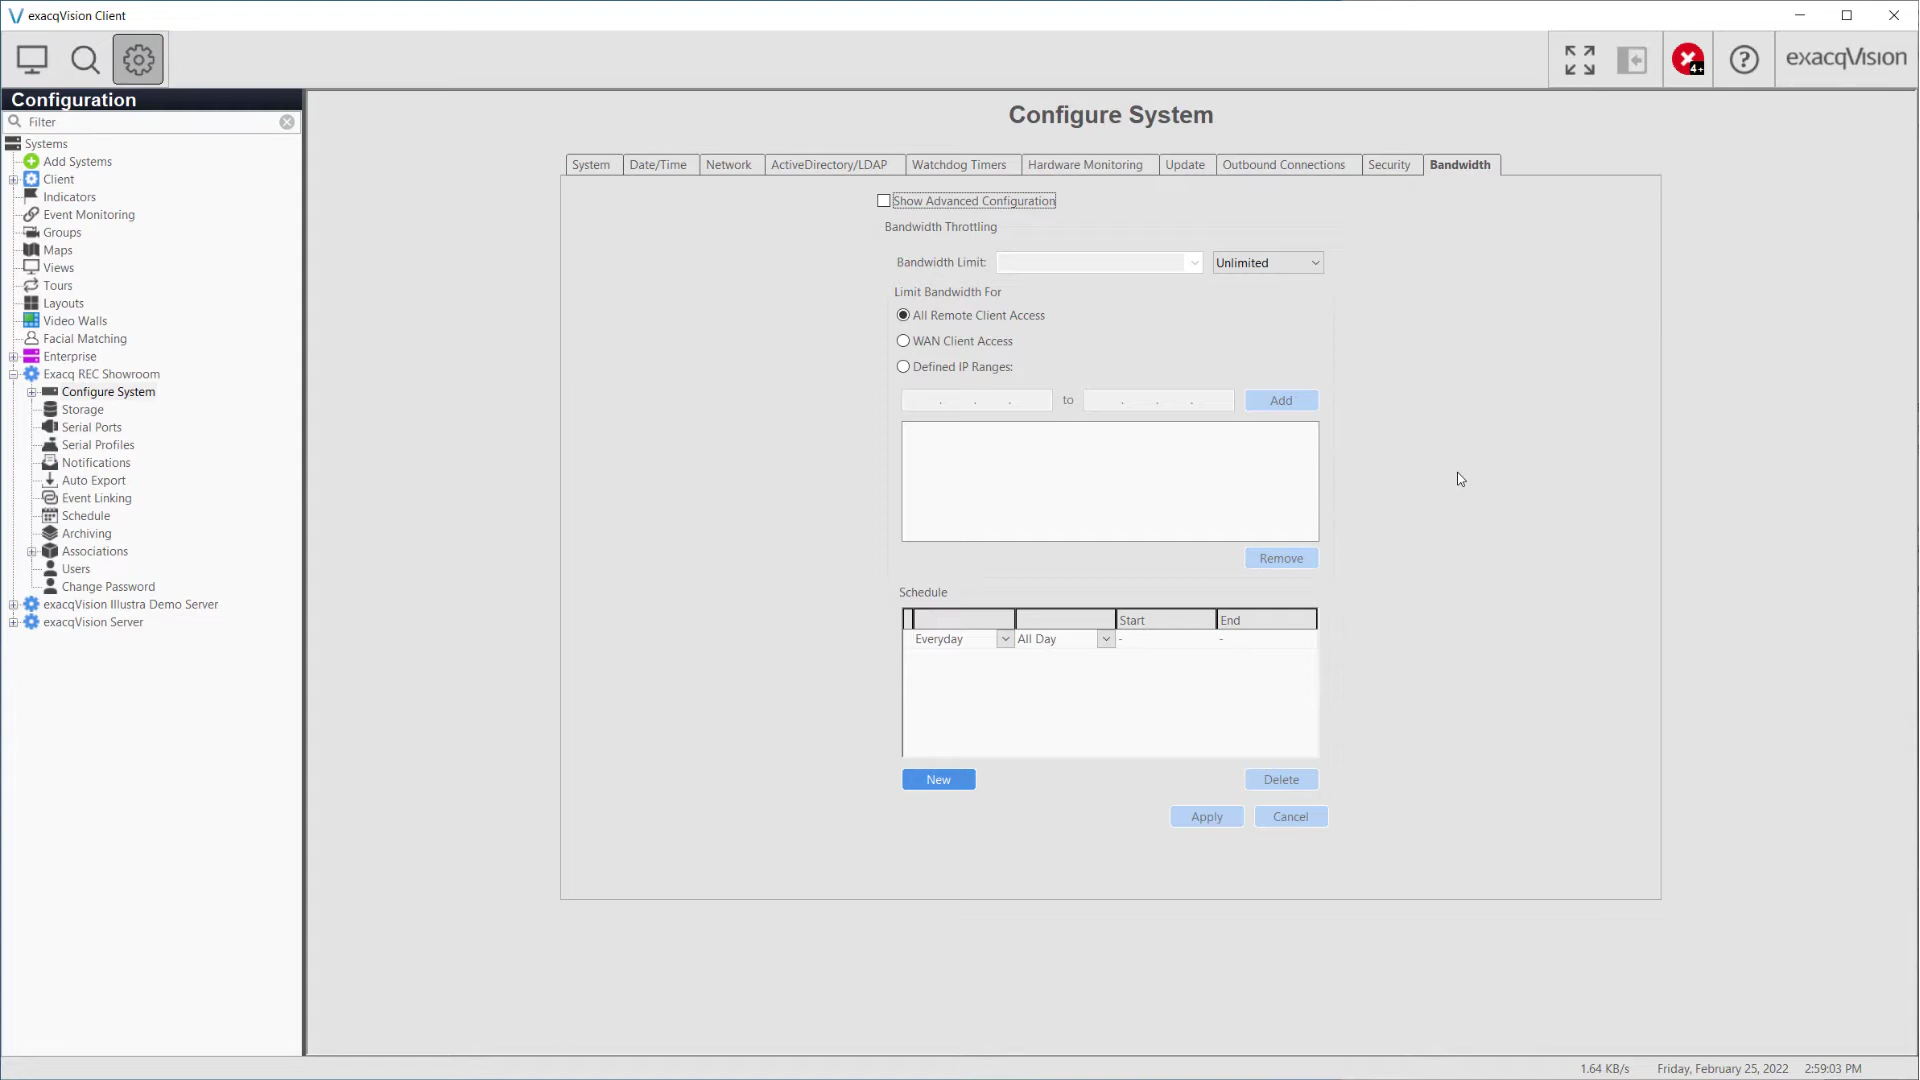 exacqVision Client
4+
exacqVision
Configuration
Filter
Systems
Add Systems
Client
Indicators
Event Monitoring
Groups
Maps
Views
Tours
Layouts
Video Walls
Facial Matching
Enterprise
Exacq REC Showroom
Configure System
Storage
Serial Ports
Serial Profiles
Notifications
Auto Export
Event Linking
Schedule
Archiving
Associations
Users
Change Password
exacqVision Illustra Demo Server
exacqVision Server
Configure System
System Date/Time Network ActiveDirectory/LDAP Watchdog Timers Hardware Monitoring Update Outbound Connections Security Bandwidth
Show Advanced Configuration
Bandwidth Throttling
Bandwidth Limit: Unlimited
Limit Bandwidth For
All Remote Client Access
WAN Client Access
Defined IP Ranges:
. . . to . . . Add
Remove
Schedule
Start End
Everyday All Day - -
New Delete
Apply Cancel
1.64 KB/s Friday, February 25, 2022 2:59:03 PM